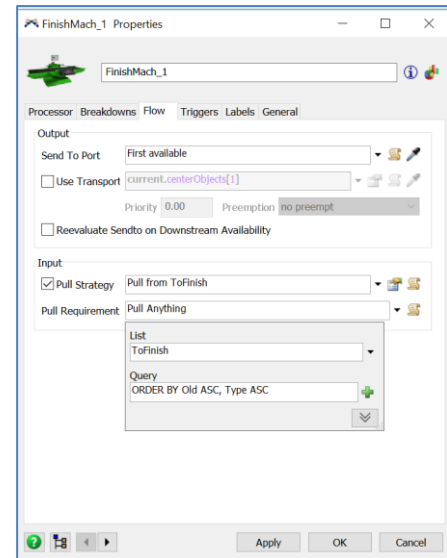 FinishMach_1 Properties
FinishMach_1
Processor Breakdowns Flow Triggers Labels General
Output
Send To Port First available
Use Transport current.centerObjects[1]
Priority 0.00 Preemption no preempt
Reevaluate Sendto on Downstream Availability
Input
Pull Strategy Pull from ToFinish
Pull Requirement Pull Anything
List
ToFinish
Query
ORDER BY Old ASC, Type ASC
Apply OK Cancel